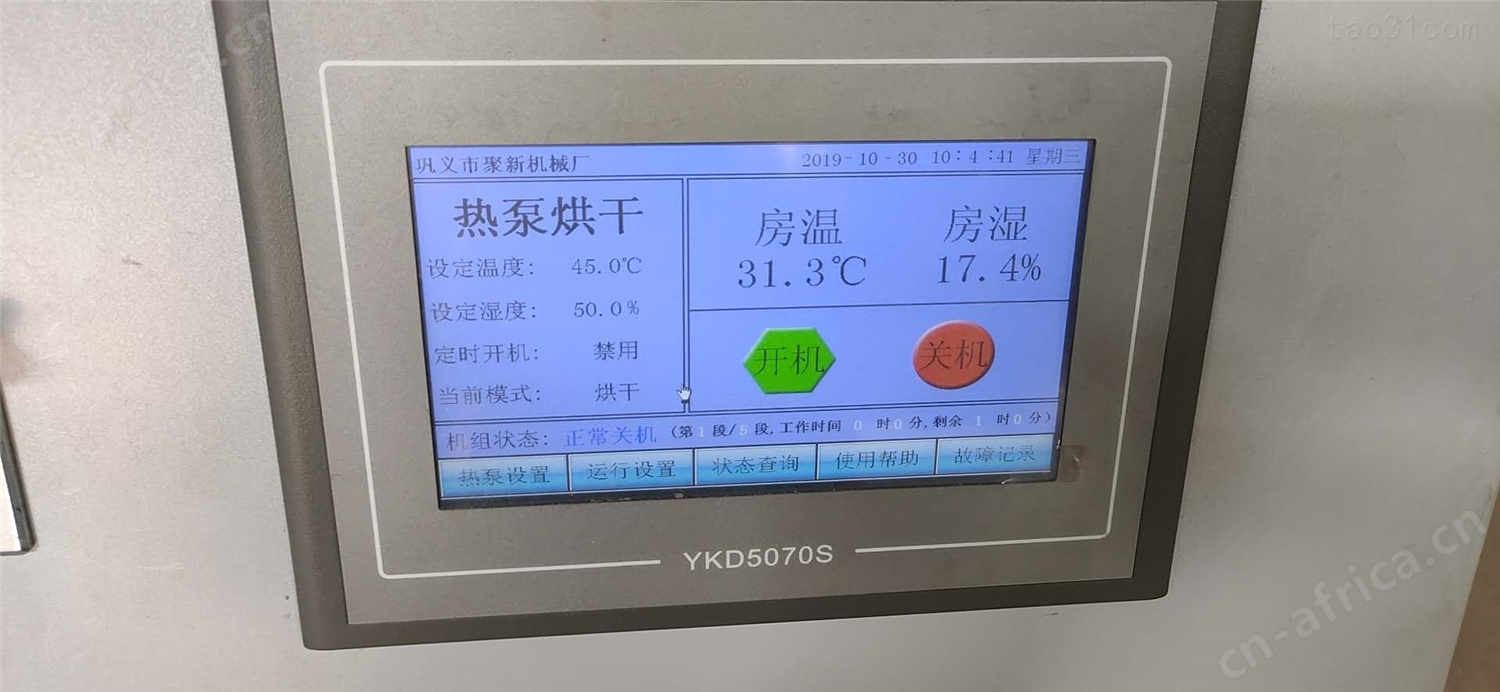 tao31com
巩义市聚新机械厂 2019-10-30 10:4:41 星期三
热泵烘干
设定温度: 45.0℃
设定湿度: 50.0%
定时开机: 禁用
当前模式: 烘干
房温 房湿
31.3℃ 17.4%
开机 关机
机组状态: 正常关机 (第1段/5段,工作时间 0 时0分,剩余 1 时0分)
热泵设置 运行设置 状态查询 使用帮助 故障记录
YKD5070S
cn-africa.cn